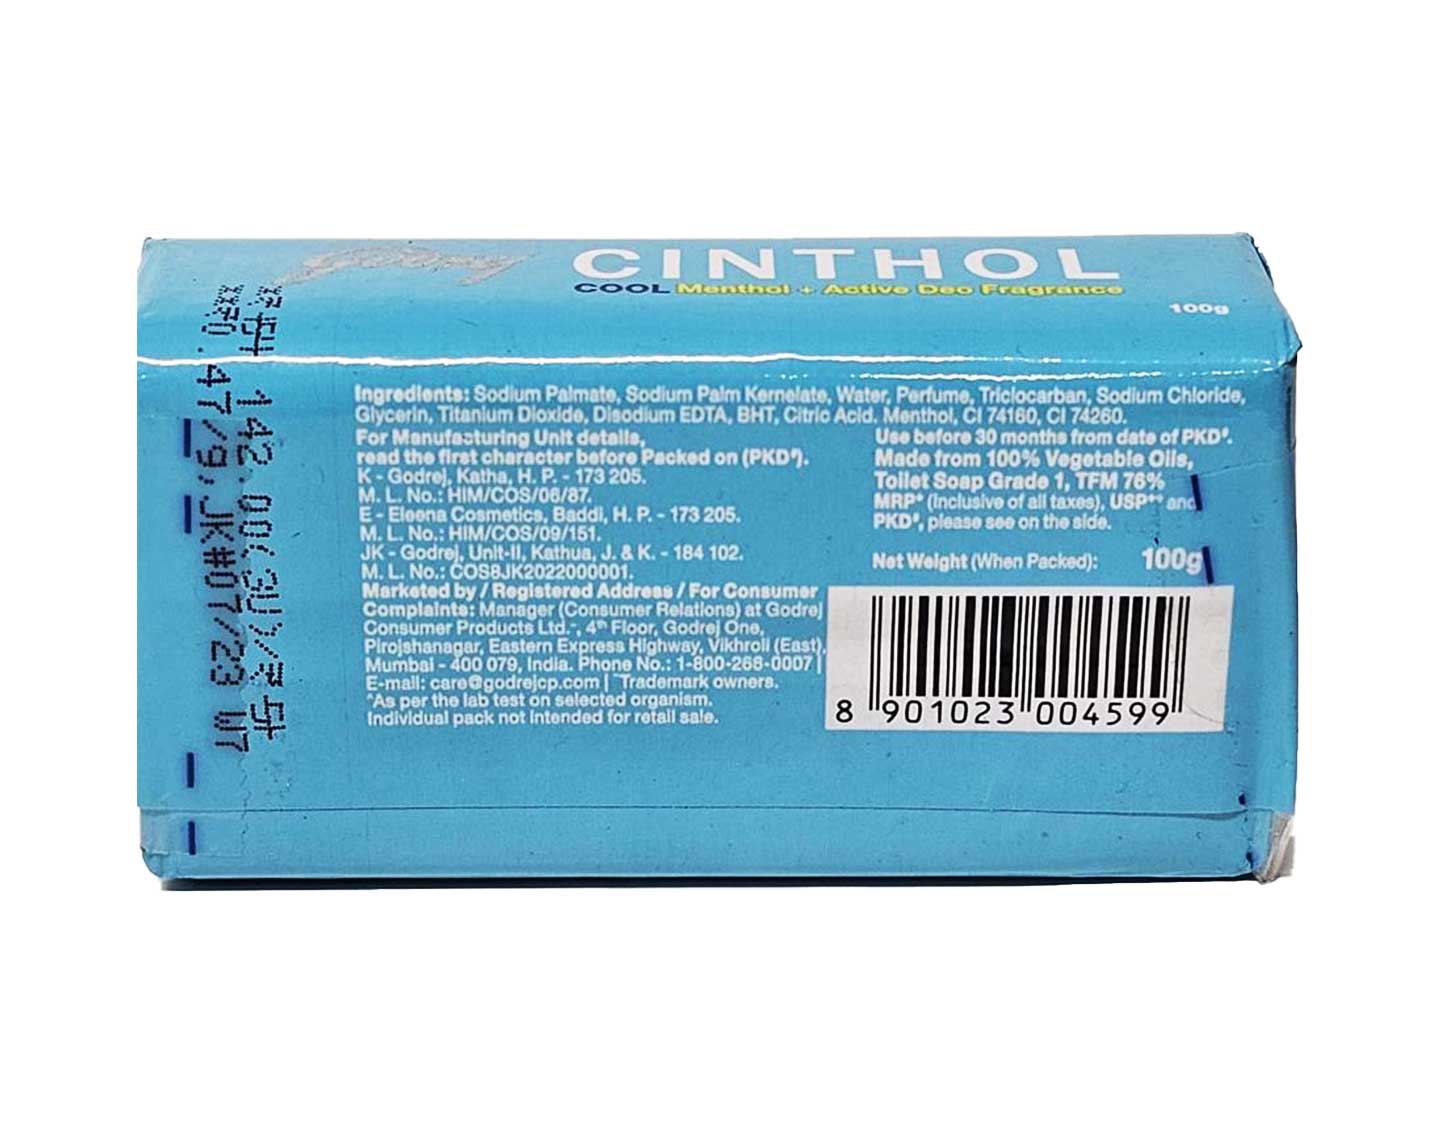 CINTHOL
COOL Menthol + Active Deo Fragrance
100g
Ingredients: Sodium Palmate, Sodium Palm Kernelate, Water, Perfume, Triclocarban, Sodium Chloride,
Glycerin, Titanium Dioxide, Disodium EDTA, BHT, Citric Acid. Menthol, CI 74160, CI 74260.
For Manufacturing Unit details,
read the first character before Packed on (PKD#).
K - Godrej, Katha, H. P. - 173 205.
M. L. No.: HIM/COS/06/87.
E - Eleena Cosmetics, Baddi, H. P. - 173 205.
M. L. No.: HIM/COS/09/151.
JK - Godrej, Unit-II, Kathua, J. & K. - 184 102.
M. L. No.: COS8JK2022000001.
Marketed by / Registered Address / For Consumer
Complaints: Manager (Consumer Relations) at Godrej
Consumer Products Ltd.~, 4th Floor, Godrej One,
Pirojshanagar, Eastern Express Highway, Vikhroli (East),
Mumbai - 400 079, India. Phone No.: 1-800-266-0007 |
E-mail: care@godrejcp.com | ~Trademark owners.
^As per the lab test on selected organism.
Individual pack not intended for retail sale.
Use before 30 months from date of PKD#.
Made from 100% Vegetable Oils,
Toilet Soap Grade 1, TFM 76%
MRP* (Inclusive of all taxes), USP** and
PKD#, please see on the side.
Net Weight (When Packed): 100g
8 901023 004599
0.47/9, JK#07/23 W7